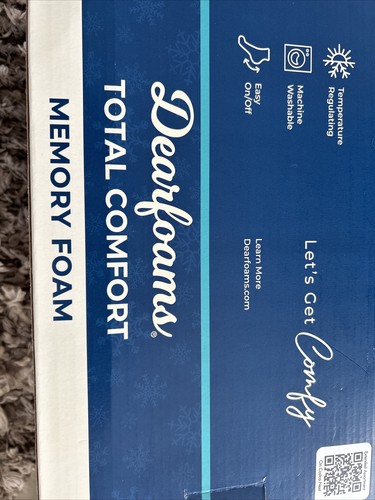 Let's Get Comfy
Temperature
Regulating
Machine
Washable
Easy
On/Off
Learn More
Dearfoams.com
Dearfoams®
TOTAL COMFORT
MEMORY FOAM